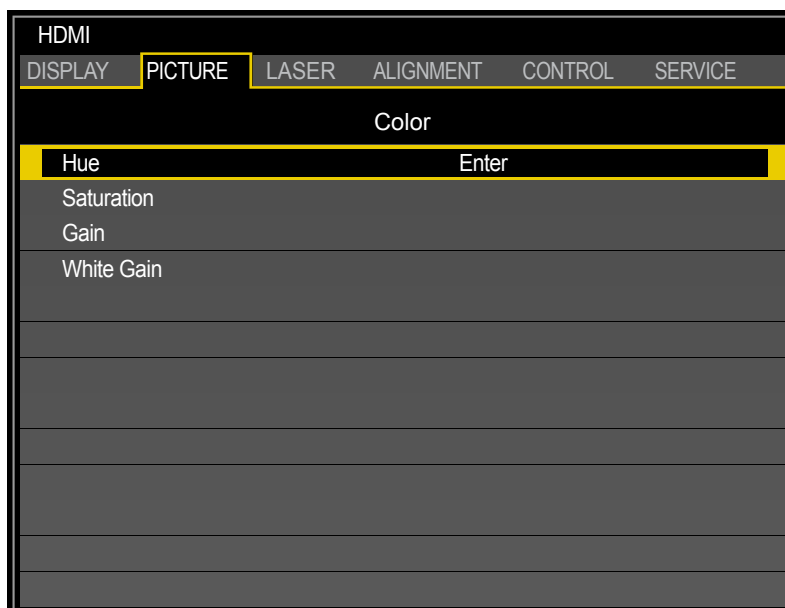 HDMI
DISPLAY PICTURE LASER ALIGNMENT CONTROL SERVICE
Color
Hue Enter
Saturation
Gain
White Gain